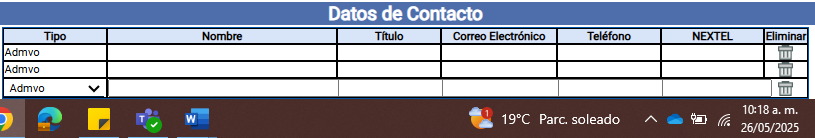 Datos de Contacto
Tipo Nombre Título Correo Electrónico Teléfono NEXTEL Eliminar
Admvo
Admvo
Admvo
1 19°C Parc. soleado 10:18 a. m.
26/05/2025